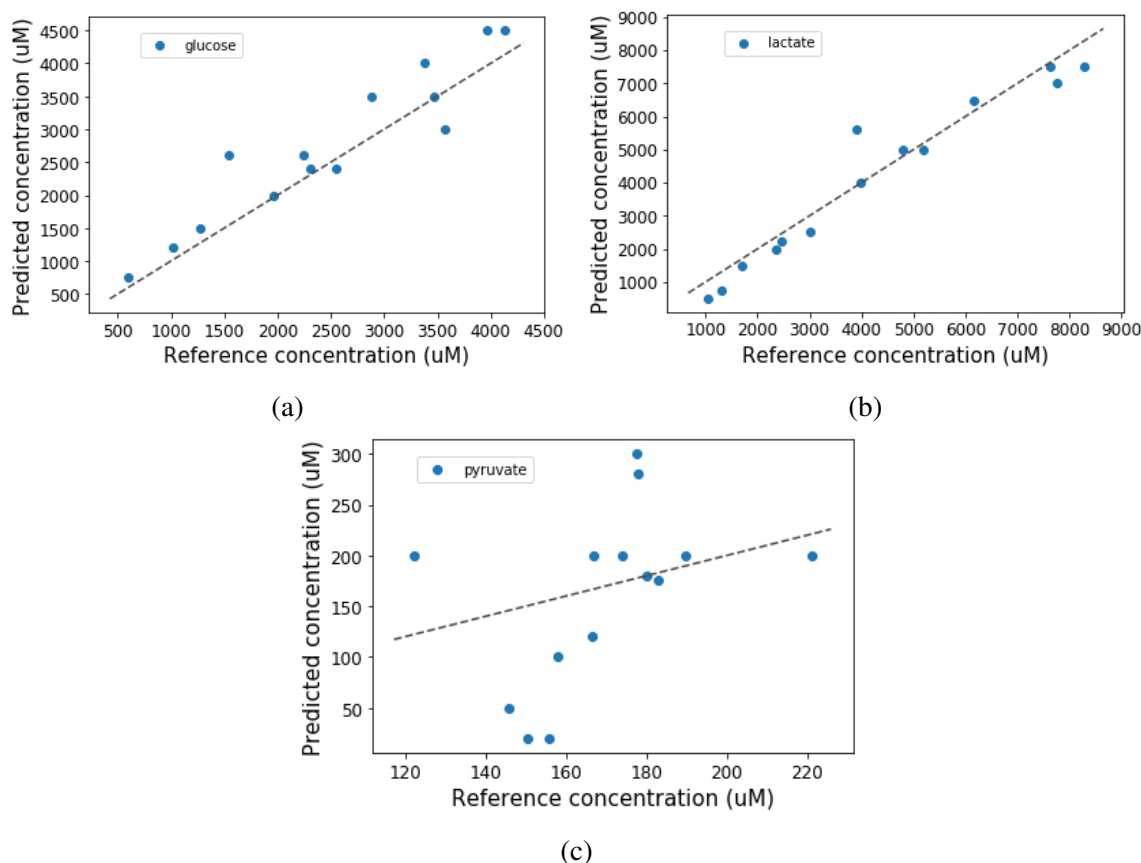 glucose
4500
4000
3500
3000
2500
2000
1500
1000
500
Predicted concentration (uM)
500 1000 1500 2000 2500 3000 3500 4000 4500
Reference concentration (uM)
(a)
lactate
9000
8000
7000
6000
5000
4000
3000
2000
1000
Predicted concentration (uM)
1000 2000 3000 4000 5000 6000 7000 8000 9000
Reference concentration (uM)
(b)
pyruvate
300
250
200
150
100
50
Predicted concentration (uM)
120 140 160 180 200 220
Reference concentration (uM)
(c)